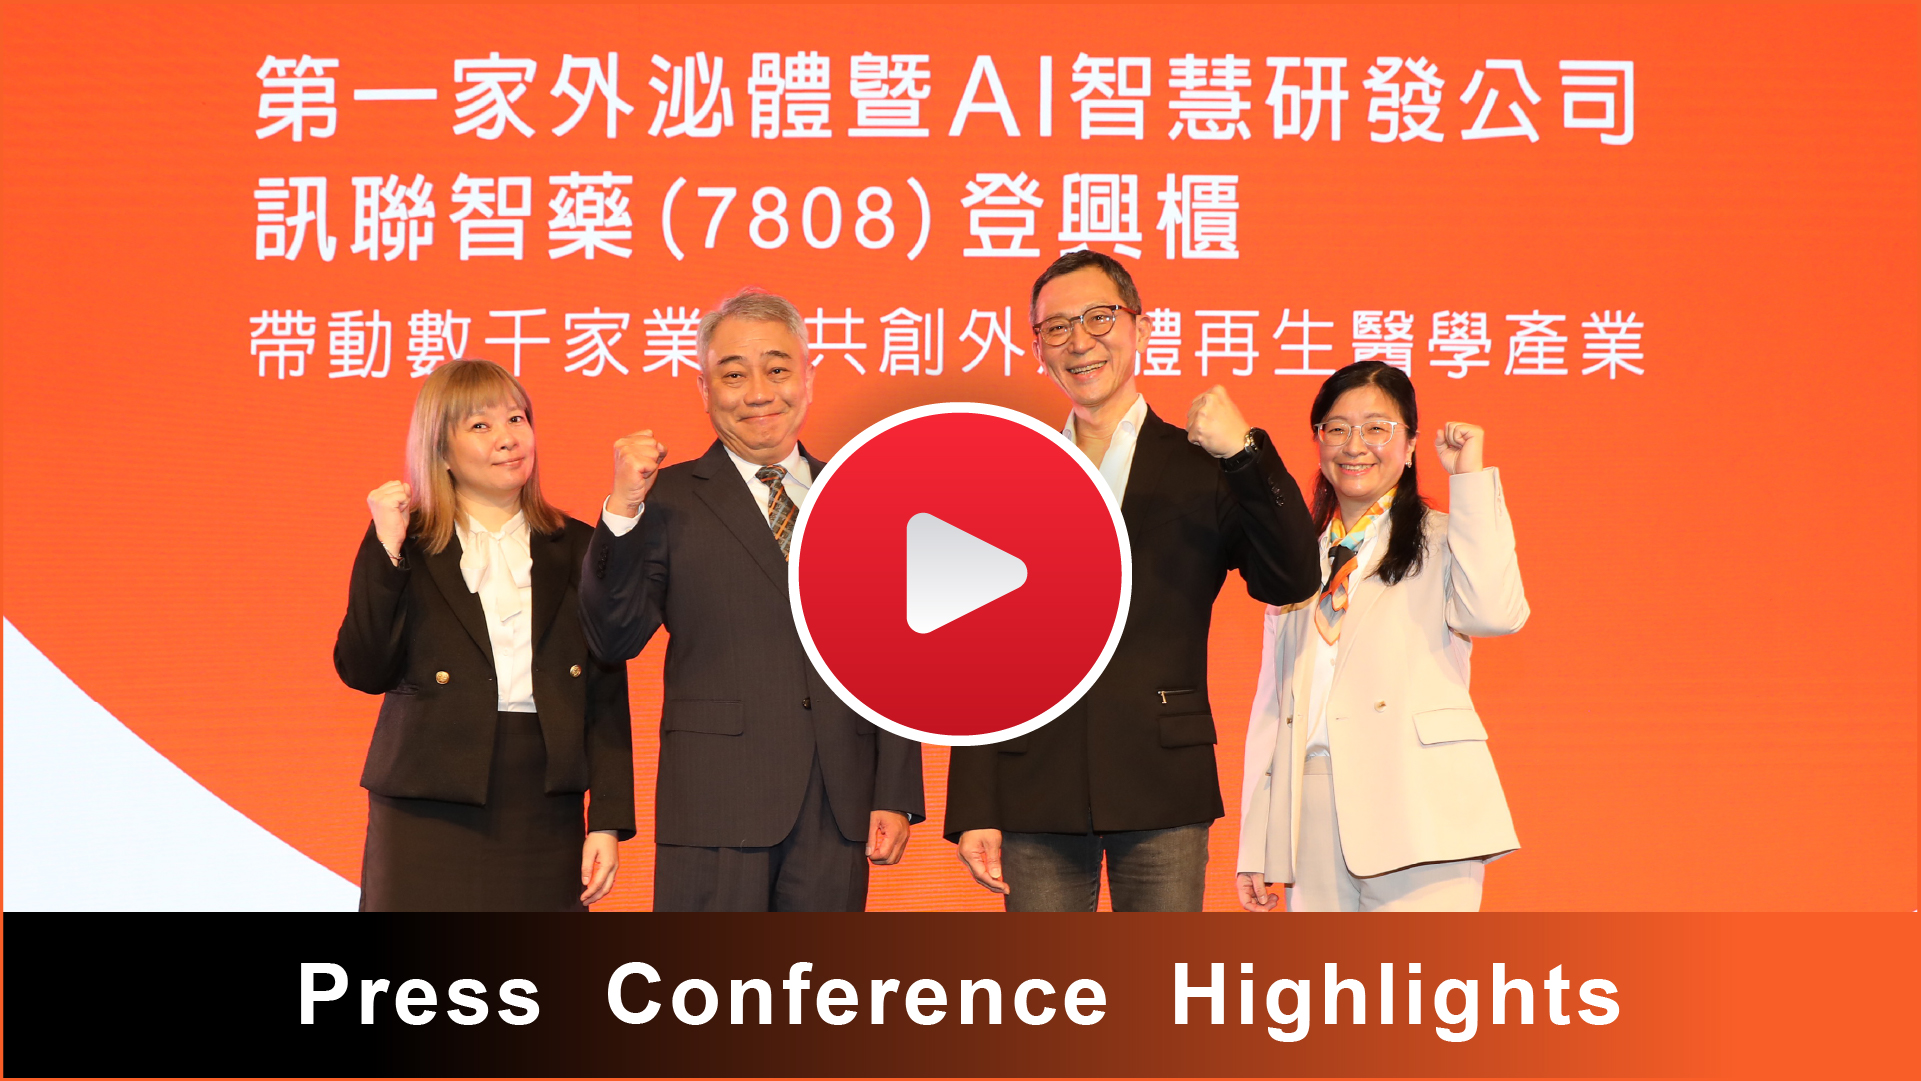 第一家外泌體暨AI智慧研發公司
訊聯智藥(7808)登興櫃
帶動數千家業 共創外 體再生醫學產業
Press Conference Highlights